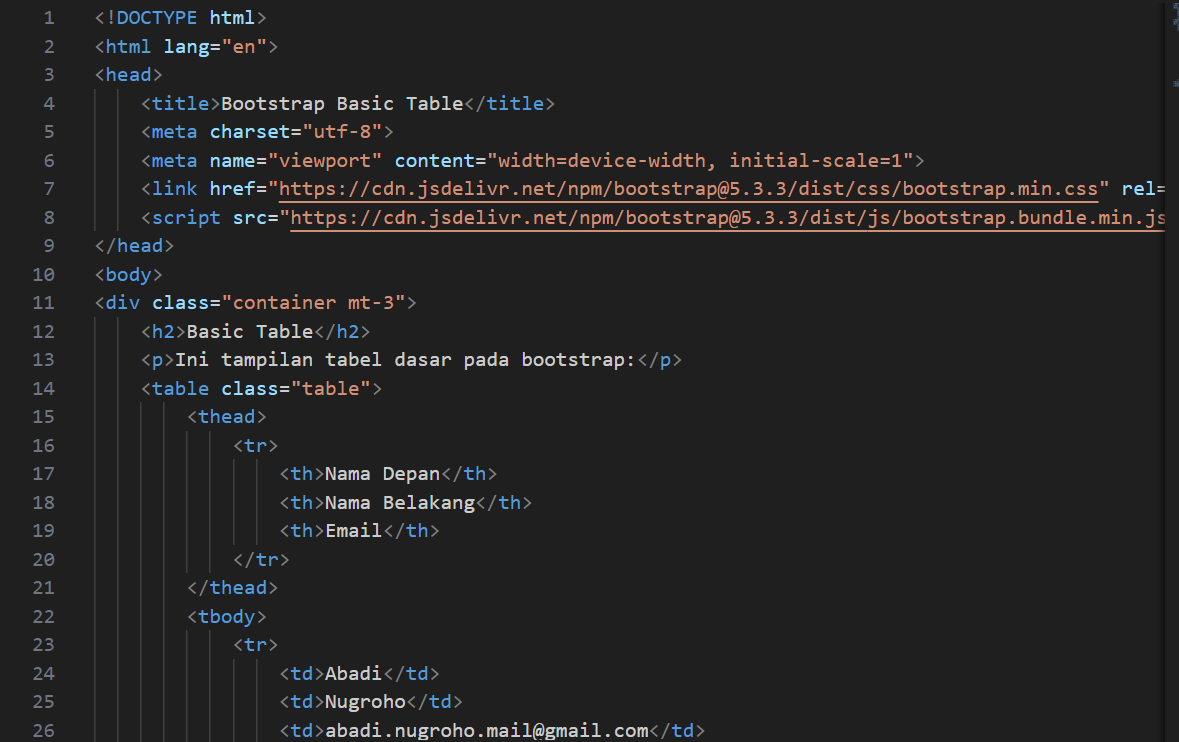 1 <!DOCTYPE html>
2 <html lang="en">
3 <head>
4 <title>Bootstrap Basic Table</title>
5 <meta charset="utf-8">
6 <meta name="viewport" content="width=device-width, initial-scale=1">
7 <link href="https://cdn.jsdelivr.net/npm/bootstrap@5.3.3/dist/css/bootstrap.min.css" rel=
8 <script src="https://cdn.jsdelivr.net/npm/bootstrap@5.3.3/dist/js/bootstrap.bundle.min.js
9 </head>
10 <body>
11 <div class="container mt-3">
12 <h2>Basic Table</h2>
13 <p>Ini tampilan tabel dasar pada bootstrap:</p>
14 <table class="table">
15 <thead>
16 <tr>
17 <th>Nama Depan</th>
18 <th>Nama Belakang</th>
19 <th>Email</th>
20 </tr>
21 </thead>
22 <tbody>
23 <tr>
24 <td>Abadi</td>
25 <td>Nugroho</td>
26 <td>abadi.nugroho.mail@gmail.com</td>